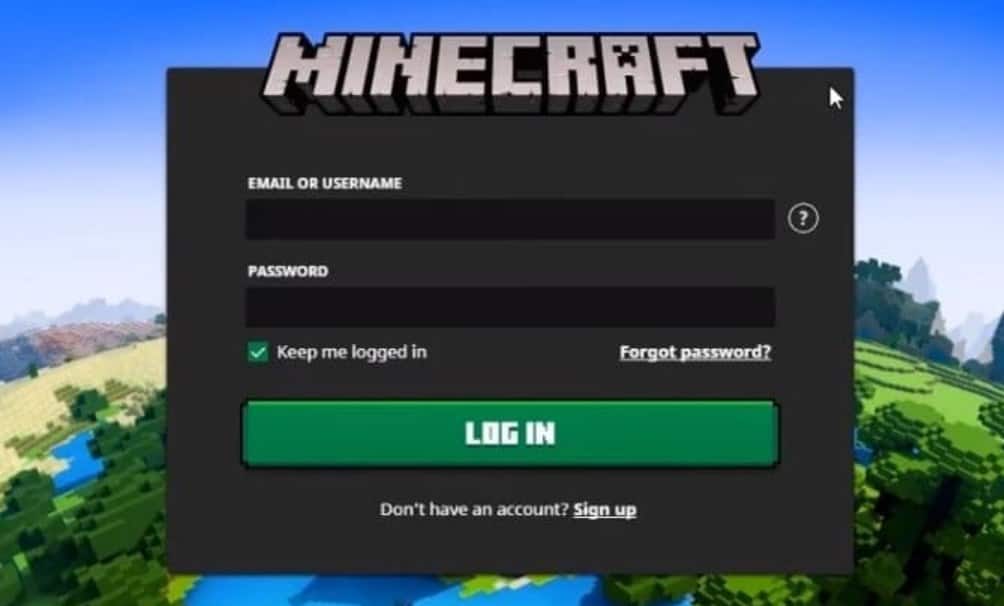 MINECRAFT
EMAIL OR USERNAME
?
PASSWORD
Keep me logged in
Forgot password?
LOG IN
Don't have an account? Sign up